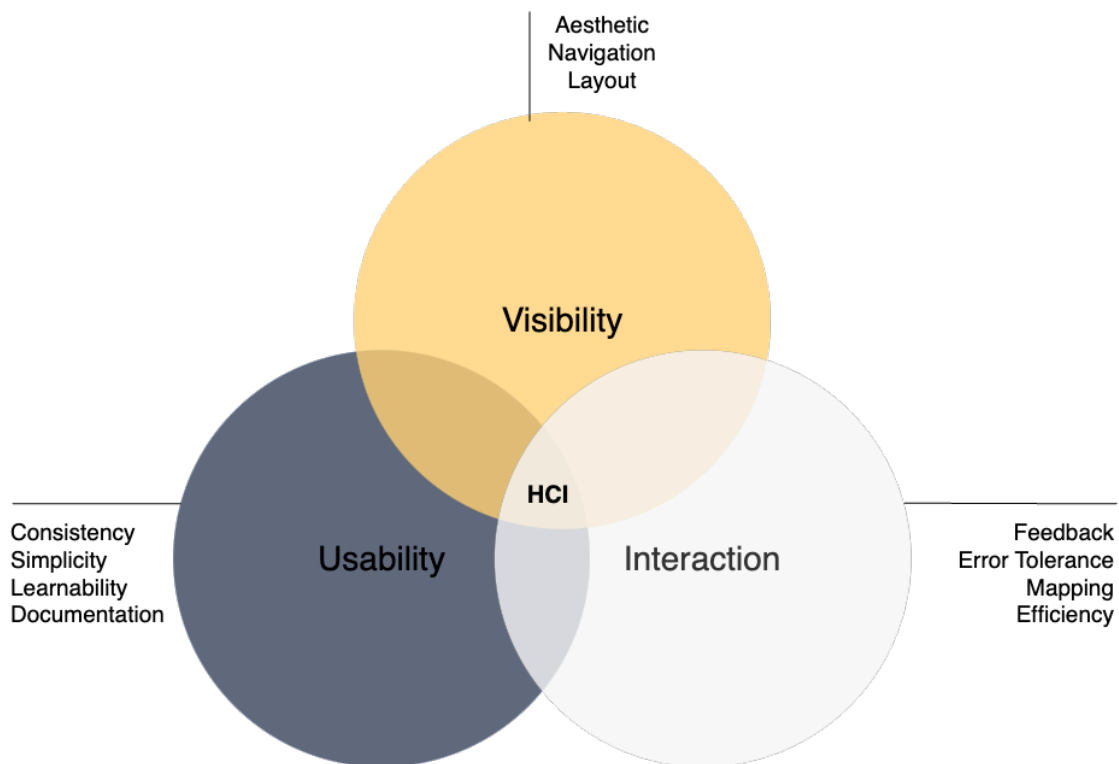 Aesthetic
Navigation
Layout
Visibility
HCI
Usability
Interaction
Consistency
Simplicity
Learnability
Documentation
Feedback
Error Tolerance
Mapping
Efficiency